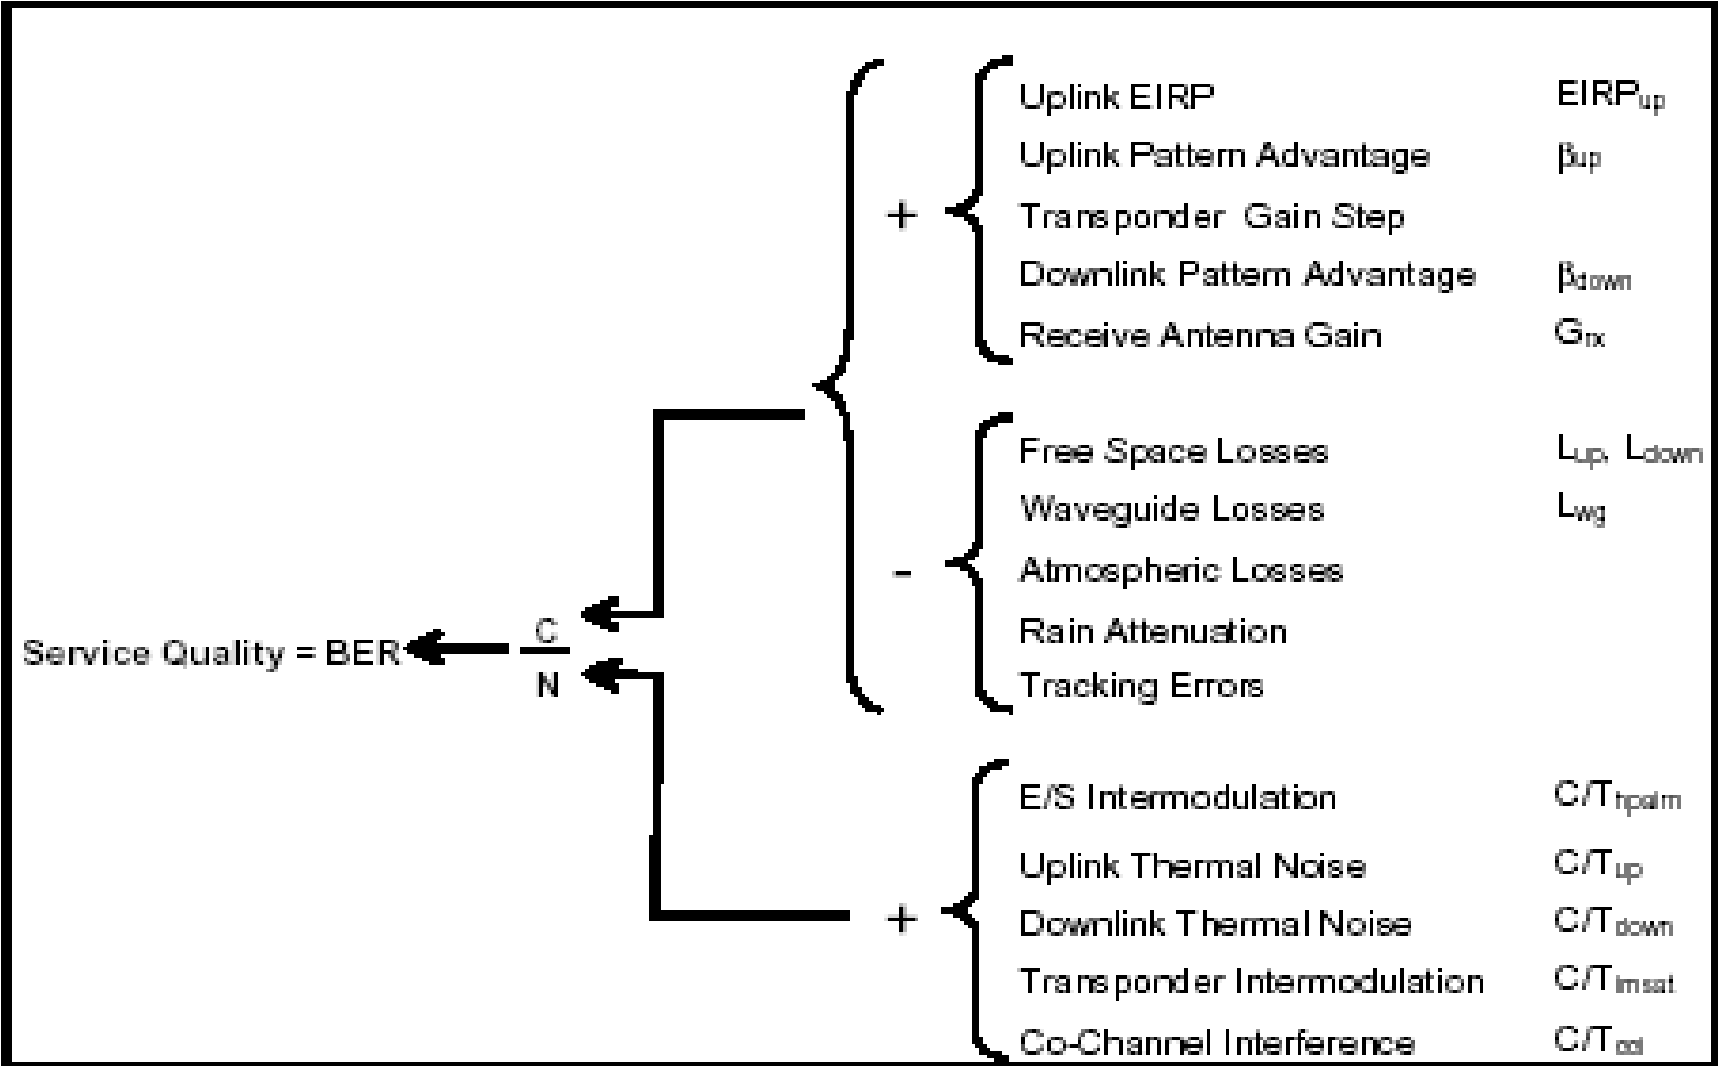 Uplink EIRP EIRPup
Uplink Pattern Advantage βup
+ Transponder Gain Step
Downlink Pattern Advantage βdown
Receive Antenna Gain Grx
Free Space Losses Lup, Ldown
Waveguide Losses Lwg
- Atmospheric Losses
Rain Attenuation
Tracking Errors
Service Quality = BER
C
N
E/S Intermodulation C/T
Uplink Thermal Noise C/Tup
+ Downlink Thermal Noise C/Tdown
Transponder Intermodulation C/Timsat
Co-Channel Interference C/T